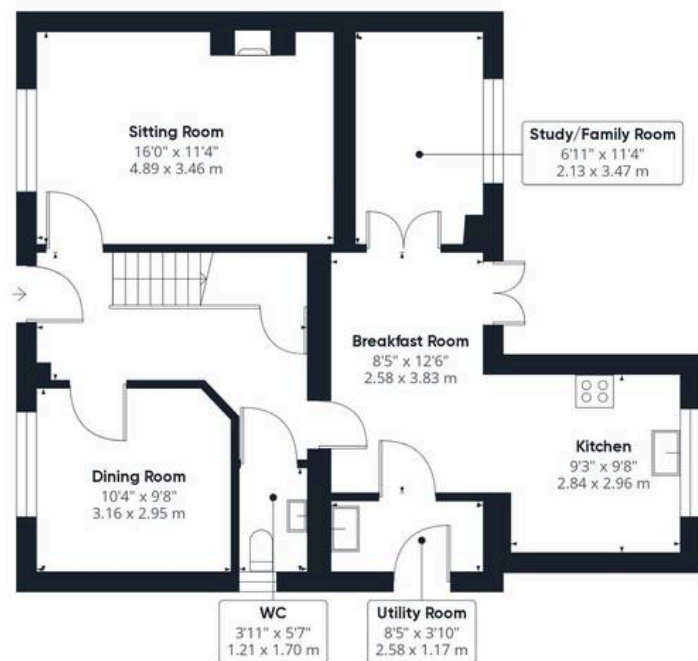 Sitting Room
16'0" x 11'4"
4.89 x 3.46 m
Study/Family Room
6'11" x 11'4"
2.13 x 3.47 m
Breakfast Room
8'5" x 12'6"
2.58 x 3.83 m
Kitchen
9'3" x 9'8"
2.84 x 2.96 m
Dining Room
10'4" x 9'8"
3.16 x 2.95 m
WC
3'11" x 5'7"
1.21 x 1.70 m
Utility Room
8'5" x 3'10"
2.58 x 1.17 m